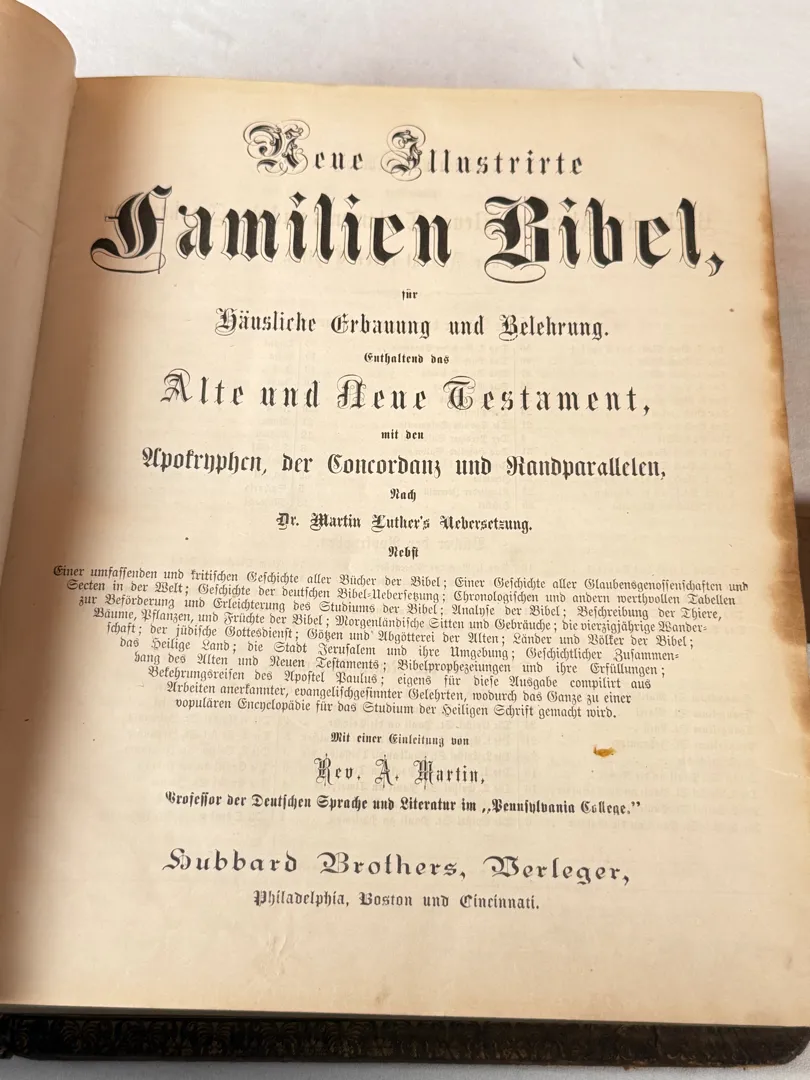 Neue Illustrirte
Familien Bibel,
für
Häusliche Erbauung und Belehrung.
Enthaltend das
Alte und Neue Testament,
mit den
Apokryphen, der Concordanz und Randparallelen,
Nach
Dr. Martin Luther's Uebersetzung.
Nebst
Einer umfassenden und kritischen Geschichte aller Bücher der Bibel; Einer Geschichte aller Glaubensgenossenschaften und
Secten in der Welt; Geschichte der deutschen Bibel-Uebersetzung; Chronologischen und andern werthvollen Tabellen
zur Beförderung und Erleichterung des Studiums der Bibel; Analyse der Bibel; Beschreibung der Thiere,
Bäume, Pflanzen, und Früchte der Bibel; Morgenländische Sitten und Gebräuche; die vierzigjährige Wander-
schaft; der jüdische Gottesdienst; Götzen und Abgötterei der Alten; Länder und Völker der Bibel;
das Heilige Land; die Stadt Jerusalem und ihre Umgebung; Geschichtlicher Zusammen-
hang des Alten und Neuen Testaments; Bibelprophezeiungen und ihre Erfüllungen;
Bekehrungsreisen des Apostel Paulus; eigens für diese Ausgabe compilirt aus
Arbeiten anerkannter, evangelischgesinnter Gelehrten, wodurch das Ganze zu einer
populären Encyclopädie für das Studium der Heiligen Schrift gemacht wird.
Mit einer Einleitung von
Rev. A. Martin,
Professor der Deutschen Sprache und Literatur im „Pennsylvania College."
Hubbard Brothers, Verleger,
Philadelphia, Boston und Cincinnati.